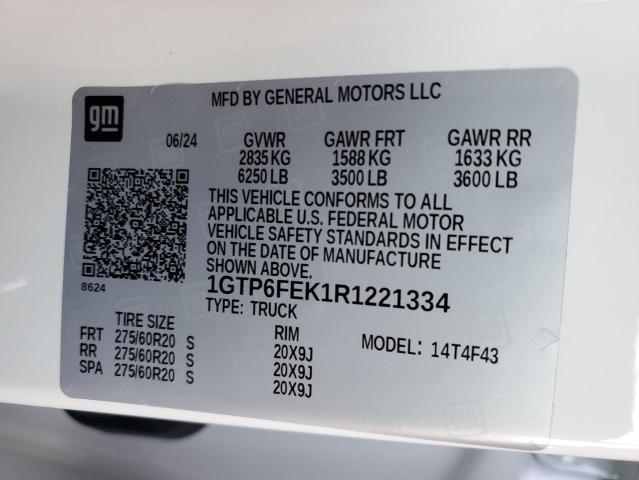 gm
MFD BY GENERAL MOTORS LLC
06/24 GVWR GAWR FRT GAWR RR
2835 KG 1588 KG 1633 KG
6250 LB 3500 LB 3600 LB
THIS VEHICLE CONFORMS TO ALL
APPLICABLE U.S. FEDERAL MOTOR
VEHICLE SAFETY STANDARDS IN EFFECT
ON THE DATE OF MANUFACTURE
SHOWN ABOVE.
8624
1GTP6FEK1R1221334
TYPE: TRUCK
TIRE SIZE RIM MODEL: 14T4F43
FRT 275/60R20 S 20X9J
RR 275/60R20 S 20X9J
SPA 275/60R20 S 20X9J